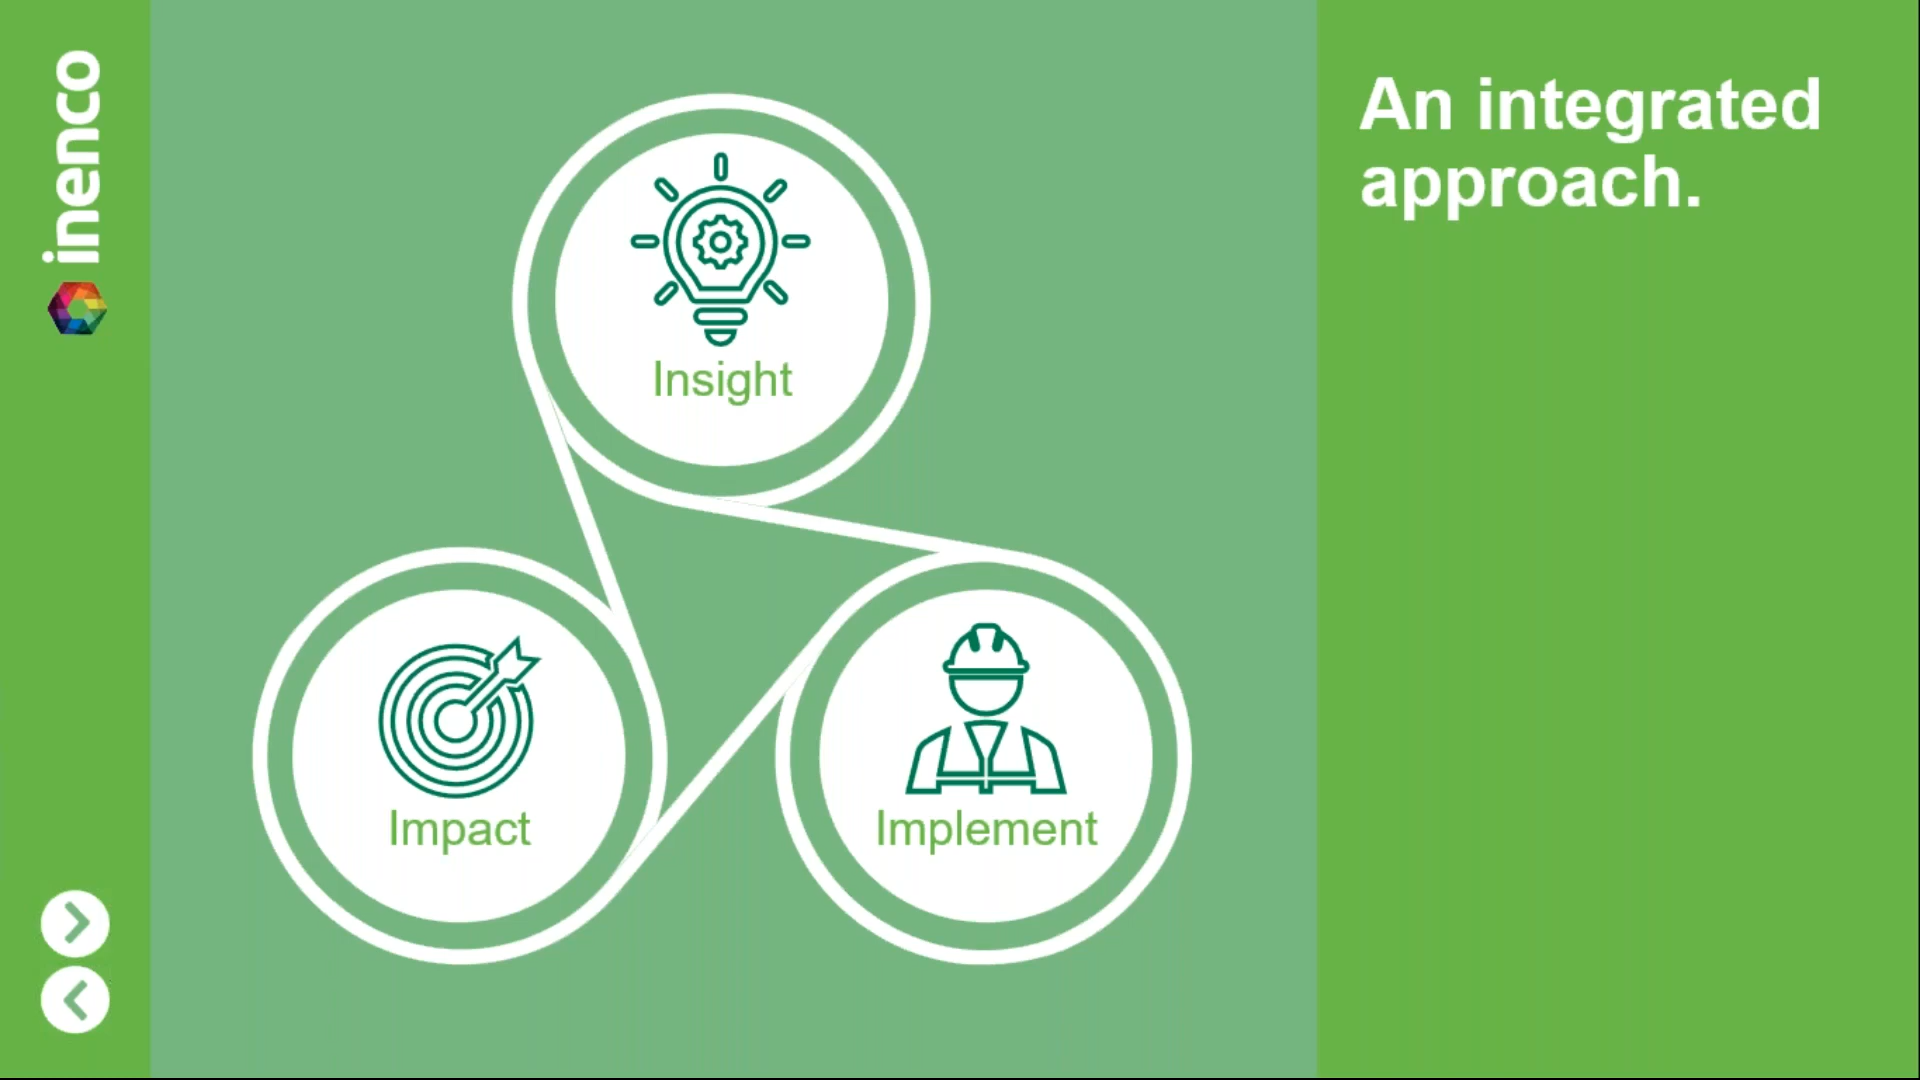 inenco
An integrated
approach.
Insight
Impact
Implement